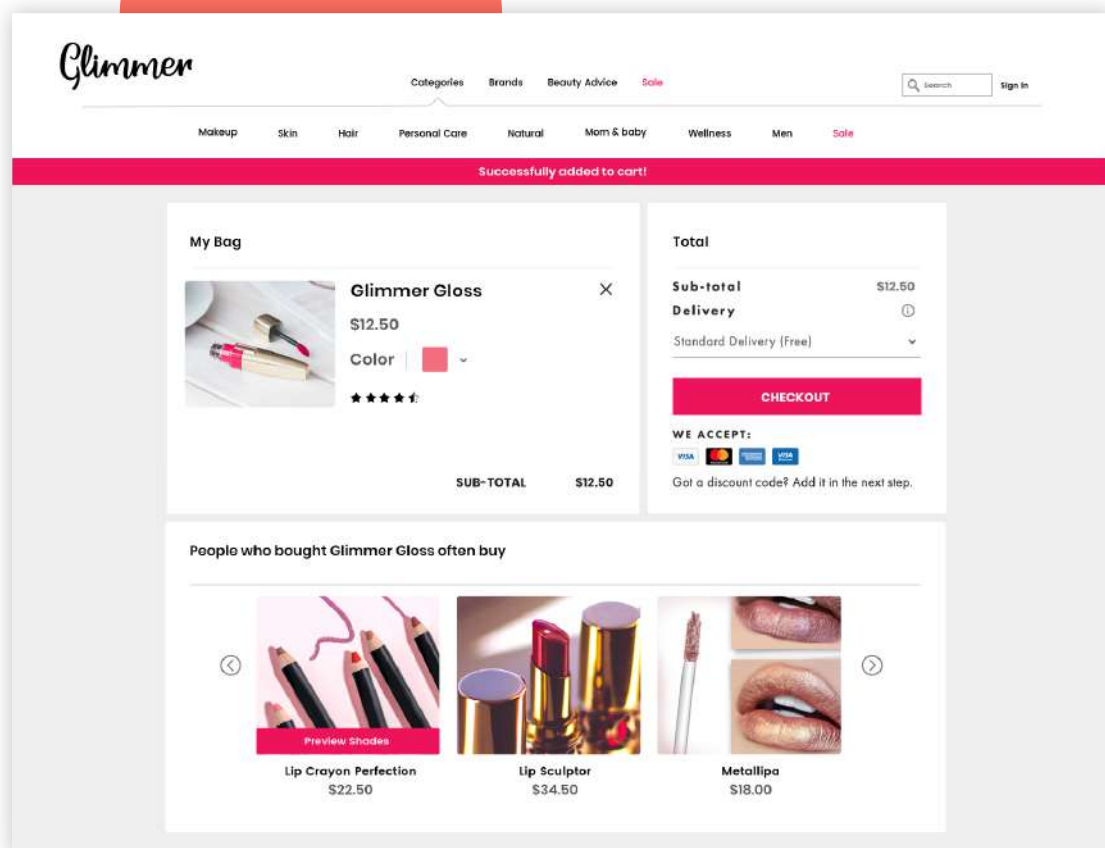 Glimmer
Categories Brands Beauty Advice Sale
Search Sign In
Makeup Skin Hair Personal Care Natural Mom & baby Wellness Men Sale
Successfully added to cart!
My Bag
Glimmer Gloss
$12.50
Color
SUB-TOTAL $12.50
Total
Sub-total $12.50
Delivery
Standard Delivery (Free)
CHECKOUT
WE ACCEPT:
VISA VISA
Got a discount code? Add it in the next step.
People who bought Glimmer Gloss often buy
Preview Shades
Lip Crayon Perfection
$22.50
Lip Sculptor
$34.50
Metallipa
$18.00